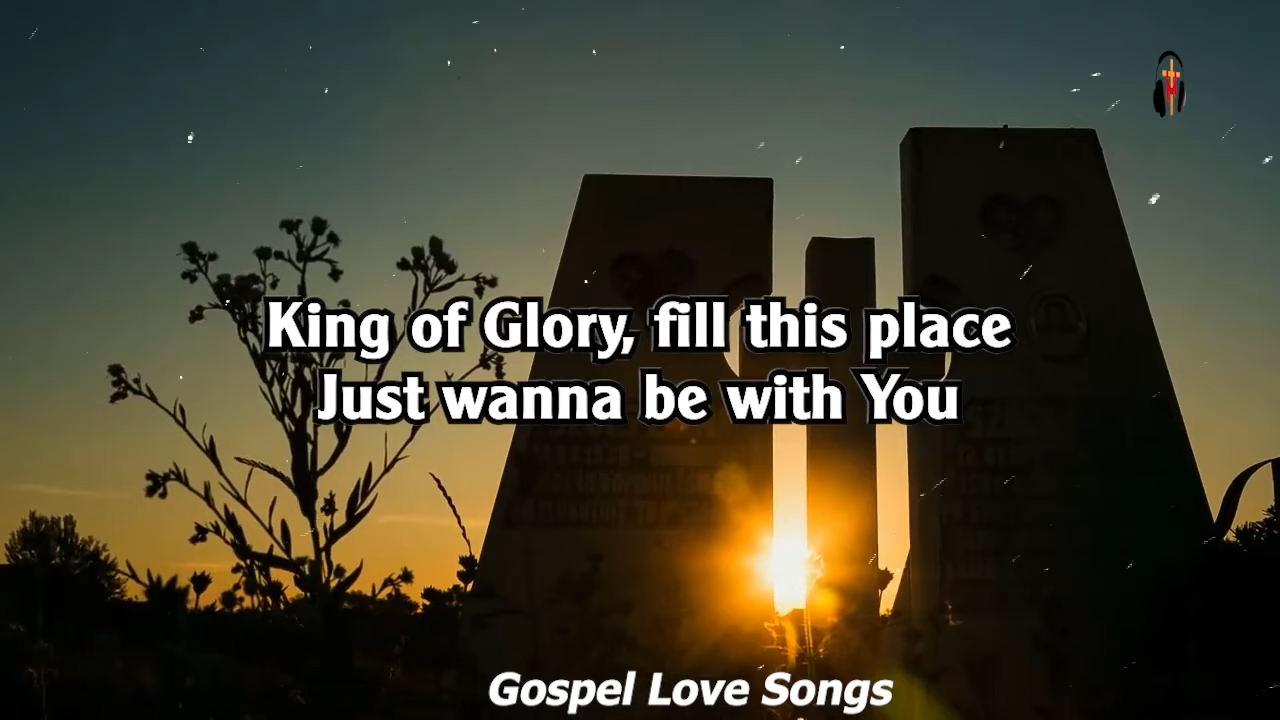 King of Glory, fill this place
Just wanna be with You
Gospel Love Songs